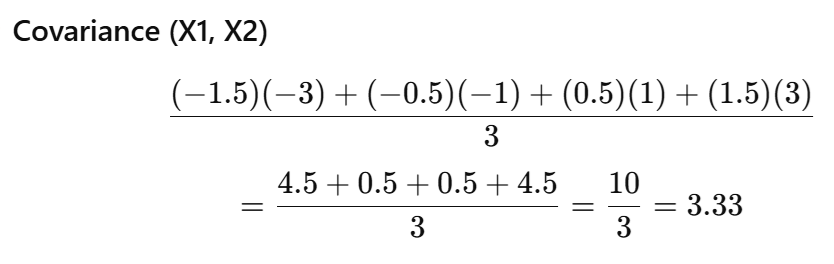 Covariance (X1, X2)
(−1.5)(−3) + (−0.5)(−1) + (0.5)(1) + (1.5)(3)
3
= 4.5 + 0.5 + 0.5 + 4.5 / 3 = 10 / 3 = 3.33